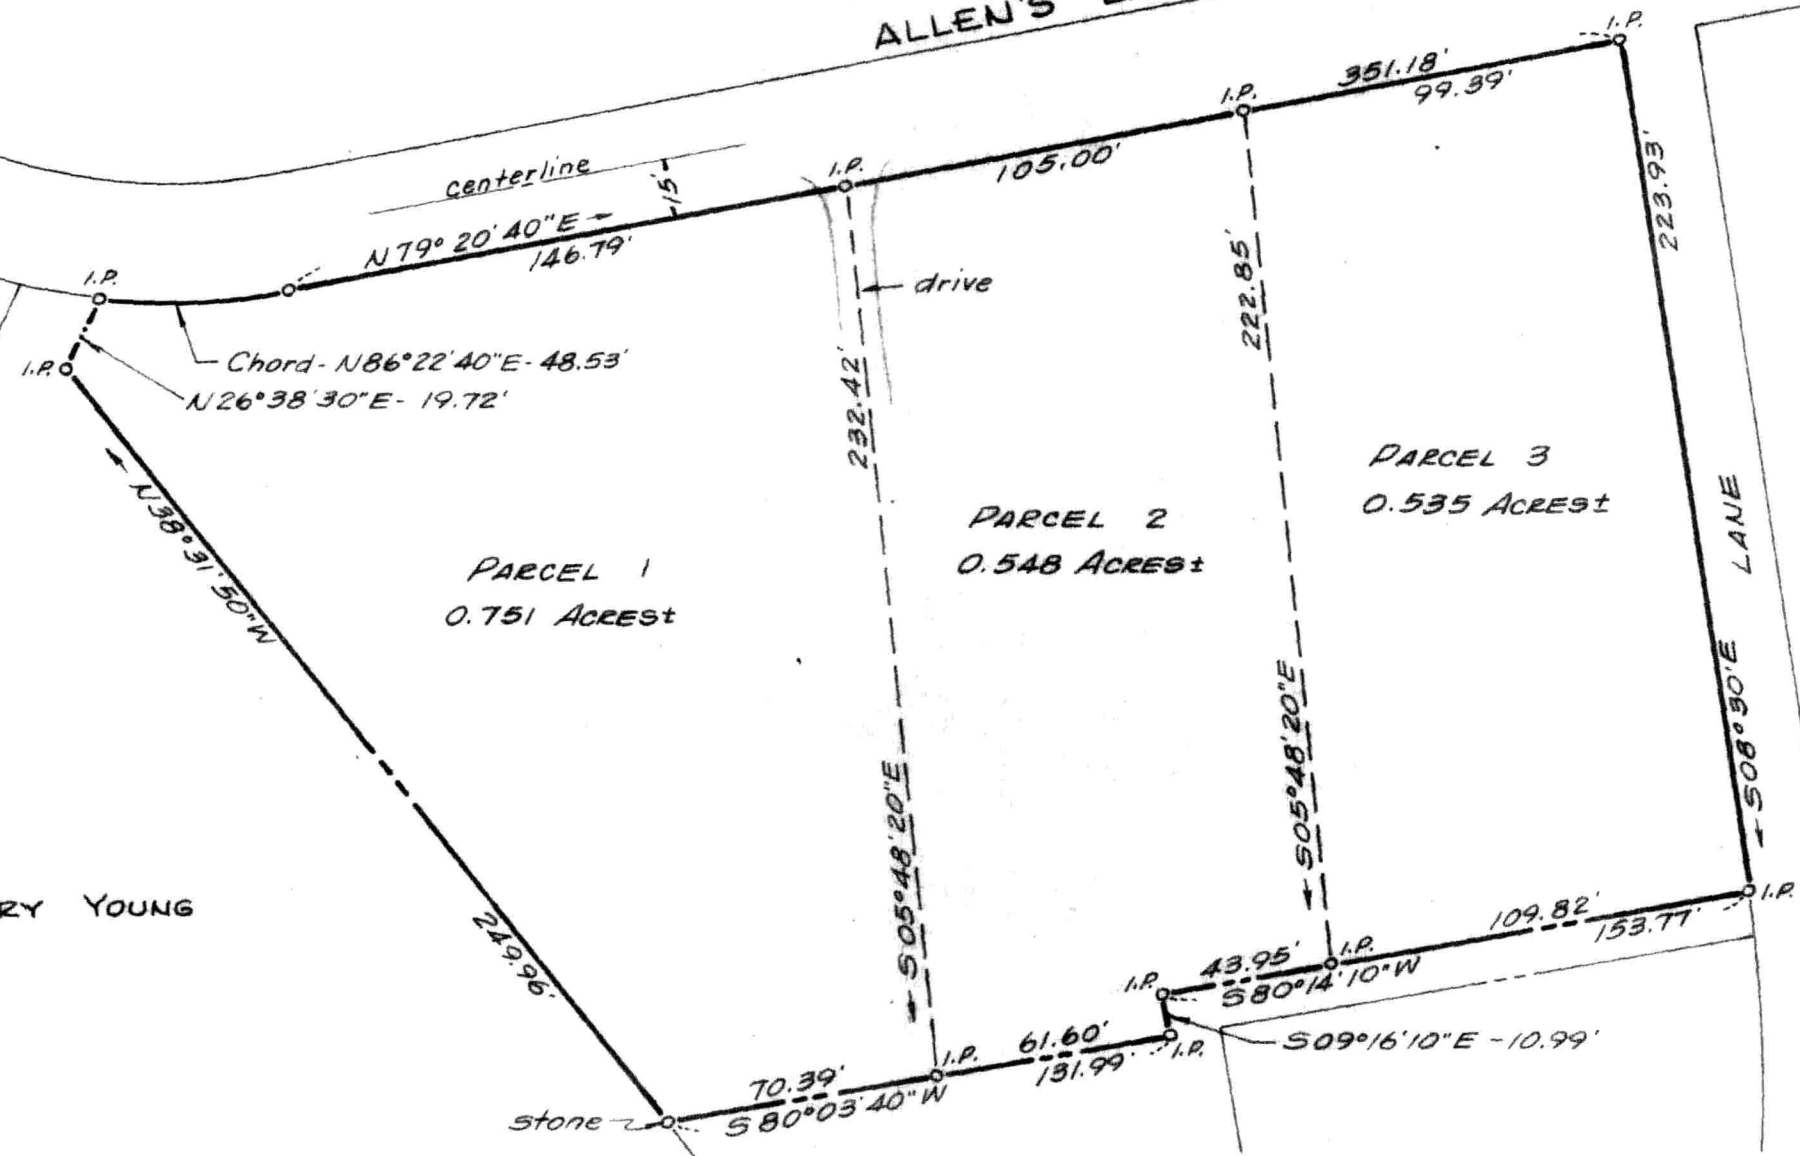 ALLEN'S
I.P.
351.18'
99.39'
I.P.
105.00'
I.P.
centerline
15'
N79°20'40"E
146.79'
I.P.
I.P.
Chord - N86°22'40"E - 48.53'
N26°38'30"E - 19.72'
drive
223.93'
222.85'
232.42'
PARCEL 3
0.535 ACRES±
PARCEL 2
0.548 ACRES±
PARCEL 1
0.751 ACRES±
N38°31'50"W
249.96'
LANE
S08°30'E
S05°48'20"E
S05°48'20"E
RY YOUNG
109.82'
153.77'
I.P.
I.P.
43.95'
S80°14'10"W
I.P.
S09°16'10"E - 10.99'
I.P.
61.60'
131.99'
I.P.
70.39'
S80°03'40"W
stone